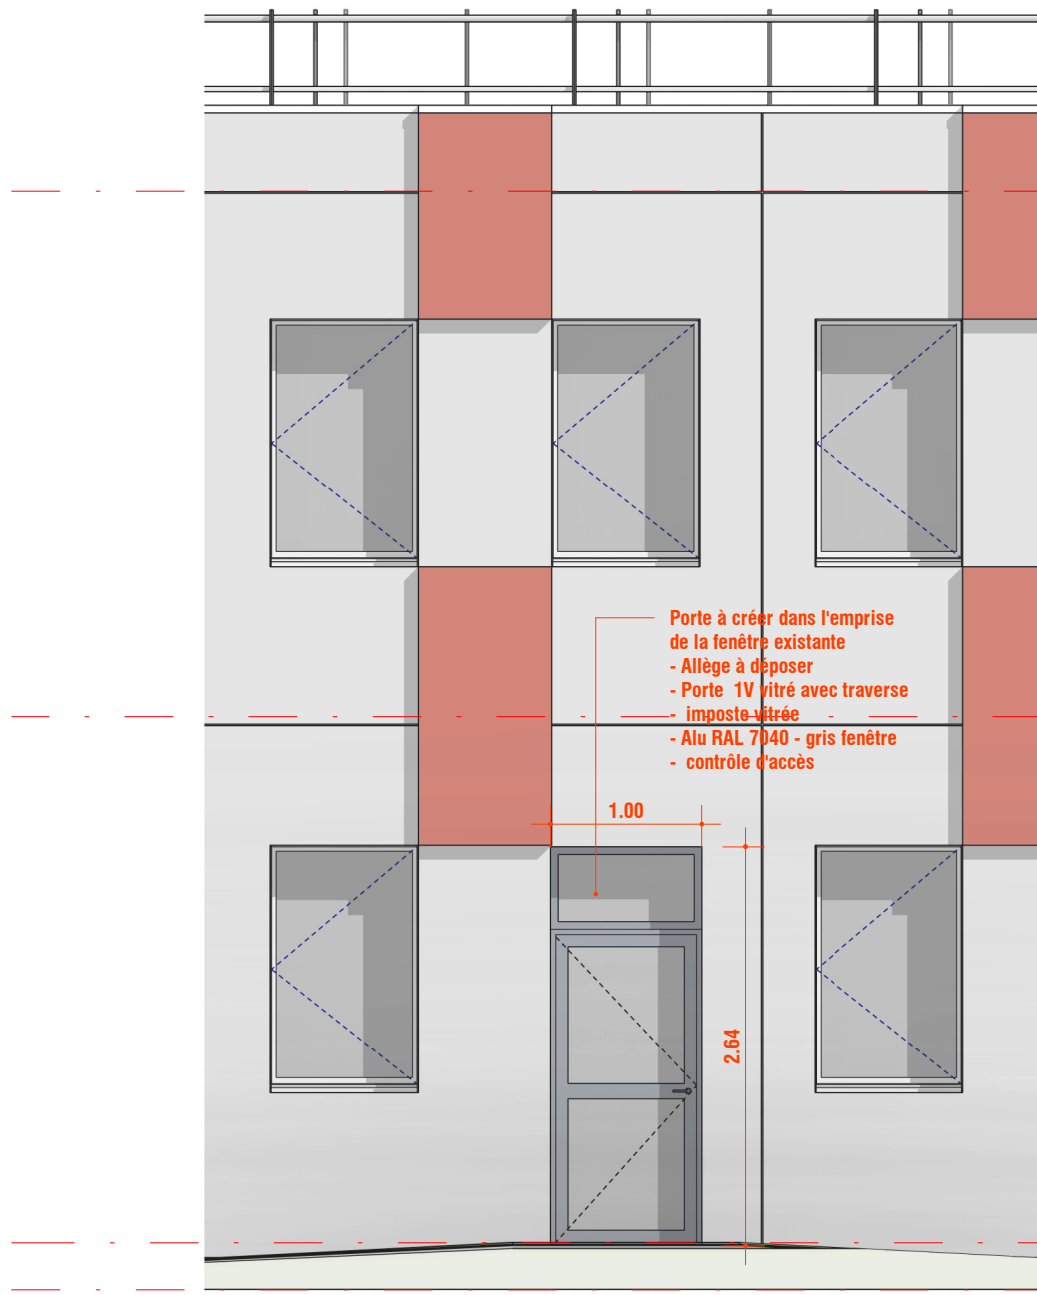 Porte à créer dans l'emprise
de la fenêtre existante
- Allège à déposer
- Porte  1V vitré avec traverse
-  imposte vitrée
- Alu RAL 7040 - gris fenêtre
-  contrôle d'accès
1.00
2.64